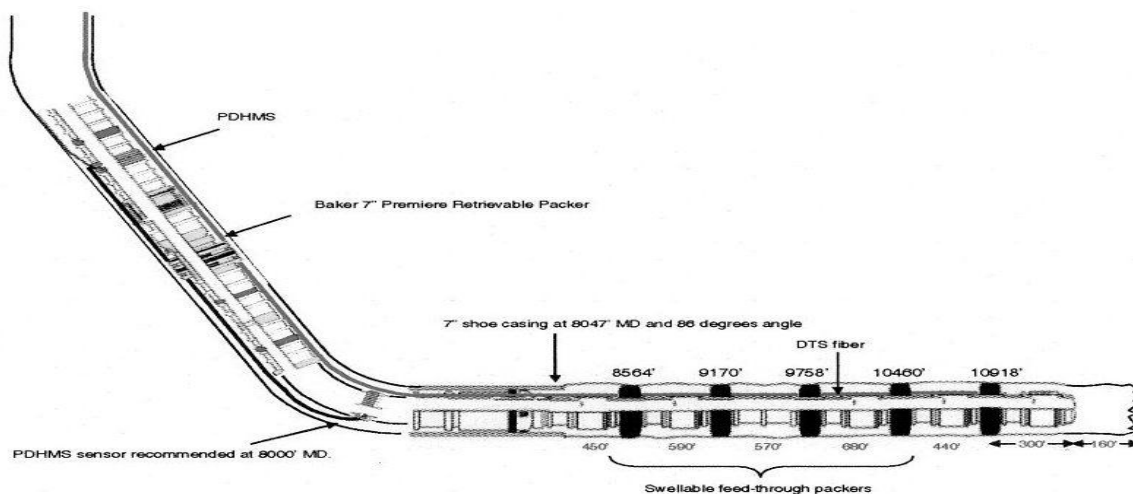 PDHMS
Baker 7" Premiere Retrievable Packer
7" shoe casing at 8047' MD and 86 degrees angle
DTS fiber
8564' 9170' 9758' 10460' 10918'
450' 590' 570' 680' 440' 300' 160'
PDHMS sensor recommended at 8000' MD.
Swellable feed-through packers